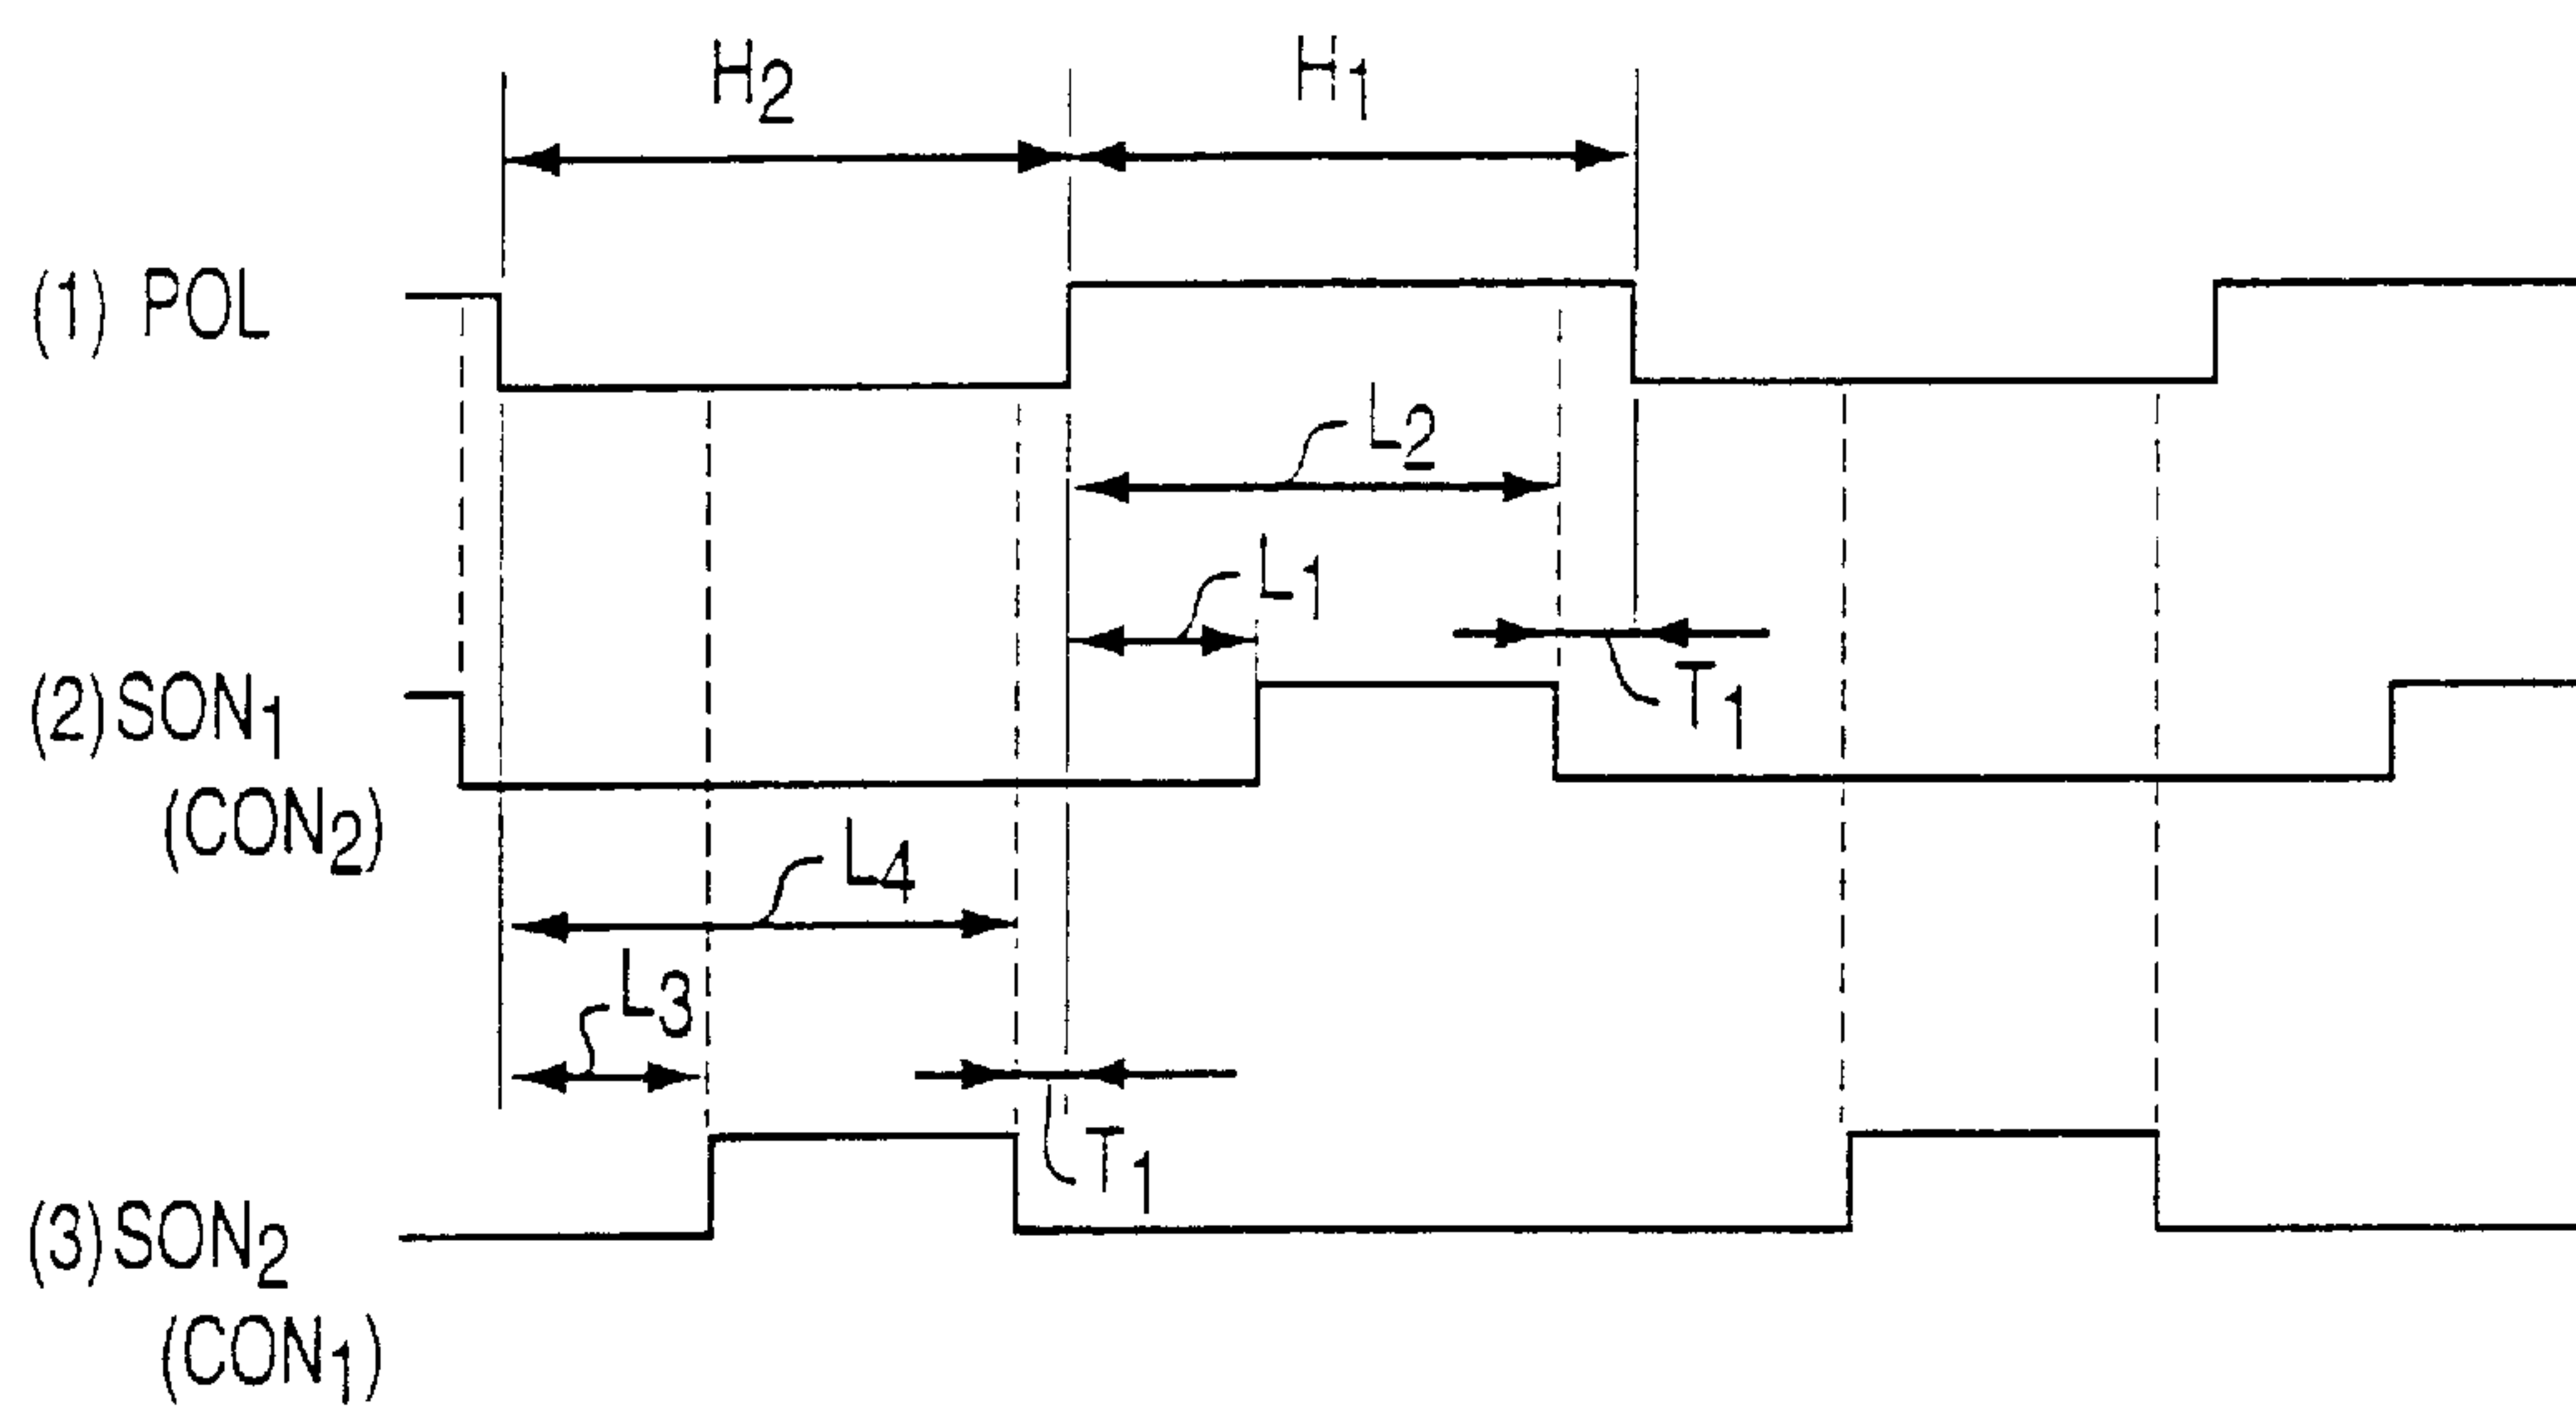 H2 H1
(1) POL
L2
L1
T1
(2) SON1
(CON2)
L4
L3
T1
(3) SON2
(CON1)